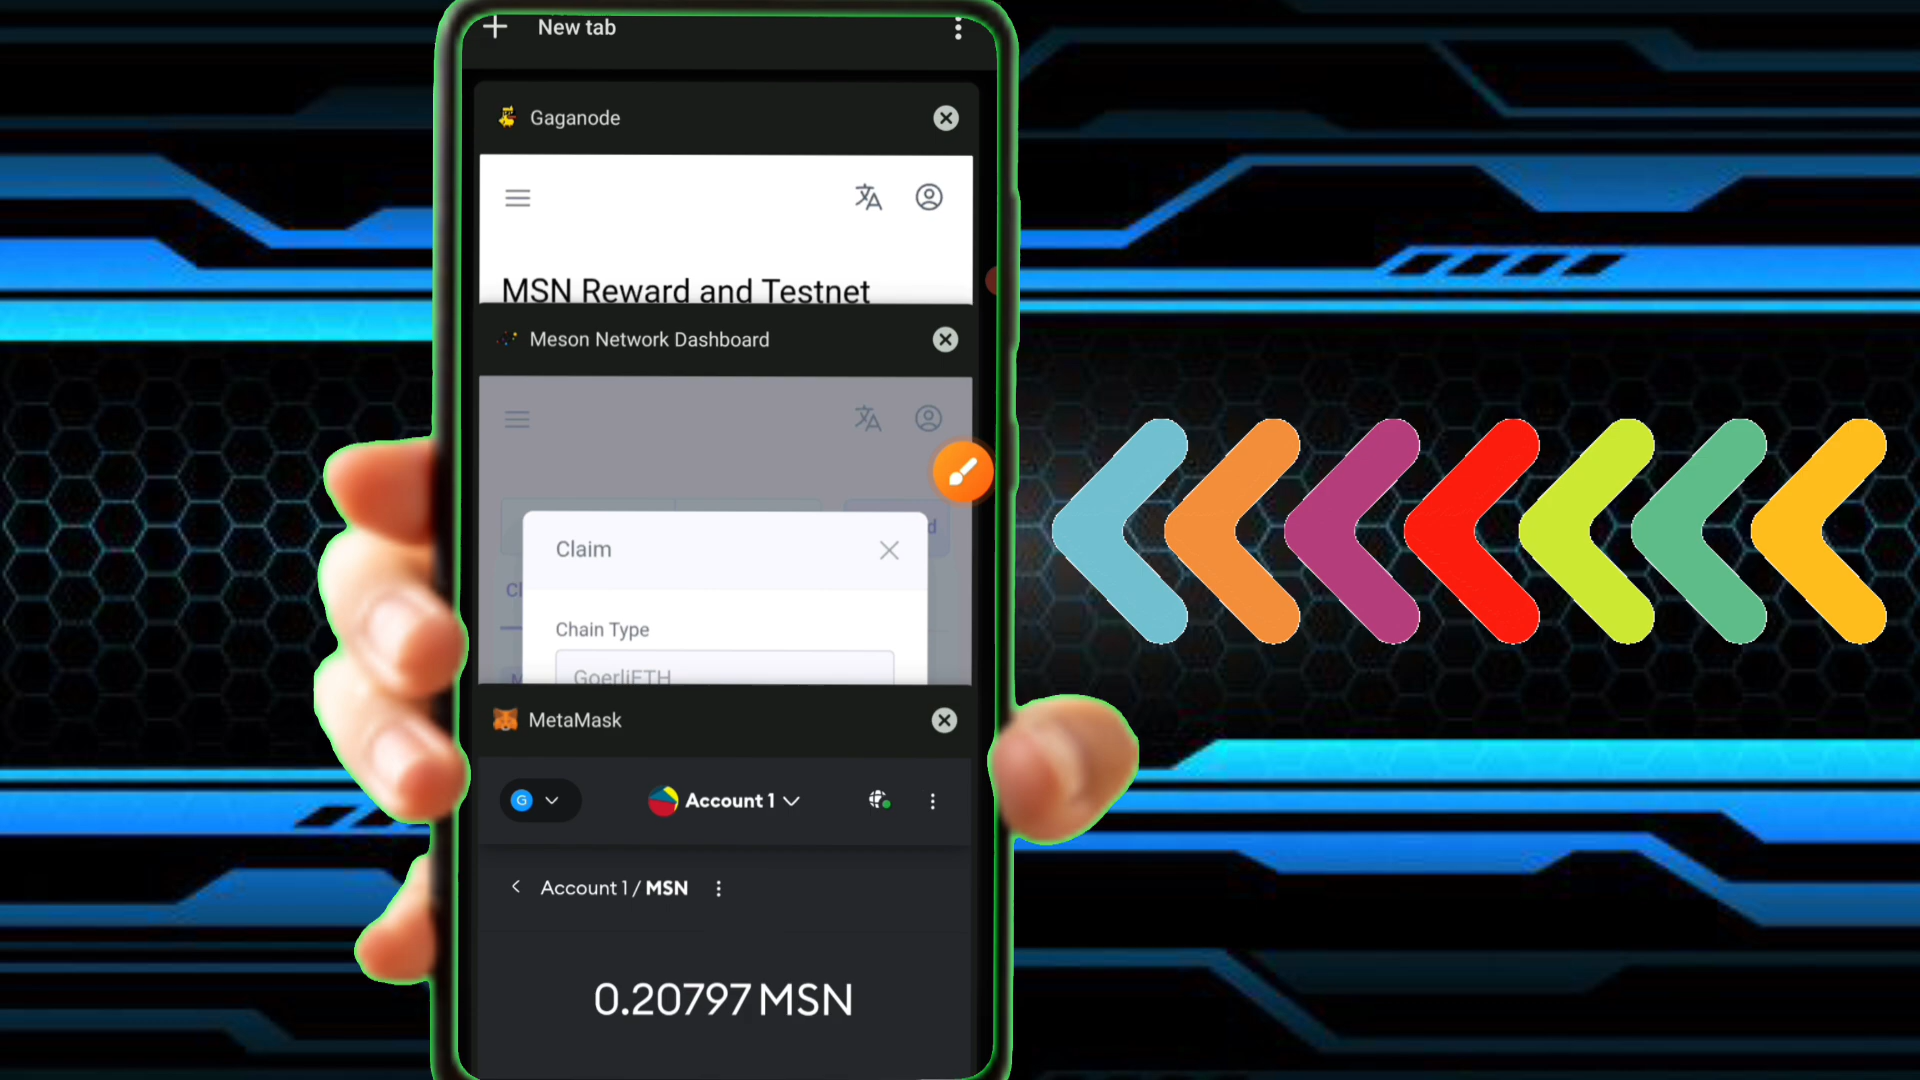 New tab
Gaganode
MSN Reward and Testnet
Meson Network Dashboard
Claim
Chain Type
GoerliETH
MetaMask
G
Account 1
Account 1 / MSN
0.20797 MSN